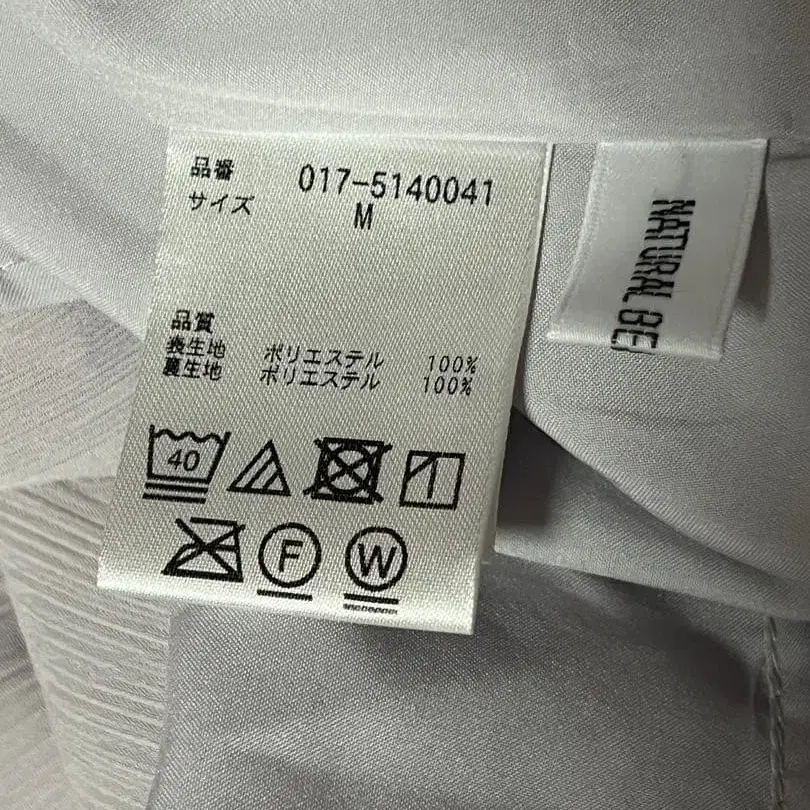 品番 017-5140041
サイズ M
品質
表生地 ポリエステル 100%
裏生地 ポリエステル 100%
40
F
W
NATURAL BE